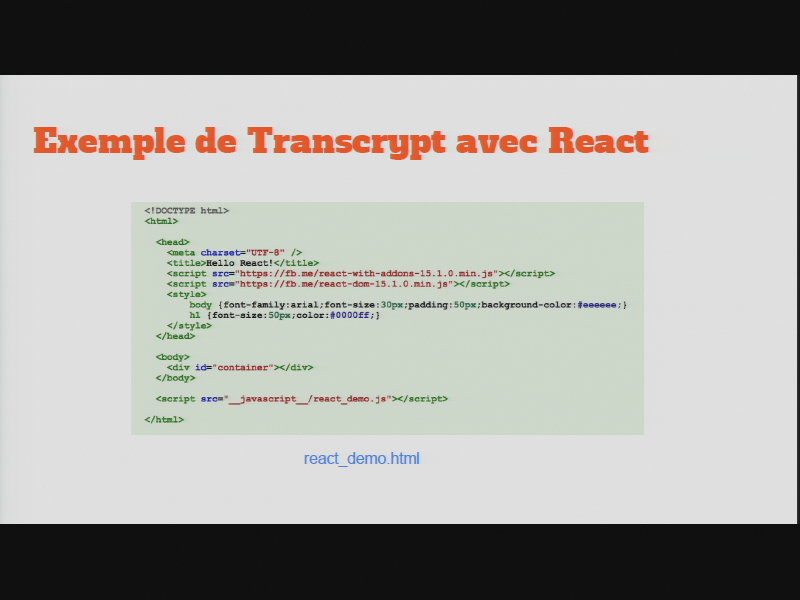 Exemple de Transcrypt avec React
<!DOCTYPE html>
<html>
<head>
<meta charset="UTF-8" />
<title>Hello React!</title>
<script src="https://fb.me/react-with-addons-15.1.0.min.js"></script>
<script src="https://fb.me/react-dom-15.1.0.min.js"></script>
<style>
body {font-family:arial;font-size:30px;padding:50px;background-color:#eeeeee;}
h1 {font-size:50px;color:#0000ff;}
</style>
</head>
<body>
<div id="container"></div>
</body>
<script src="__javascript__/react_demo.js"></script>
</html>
react_demo.html